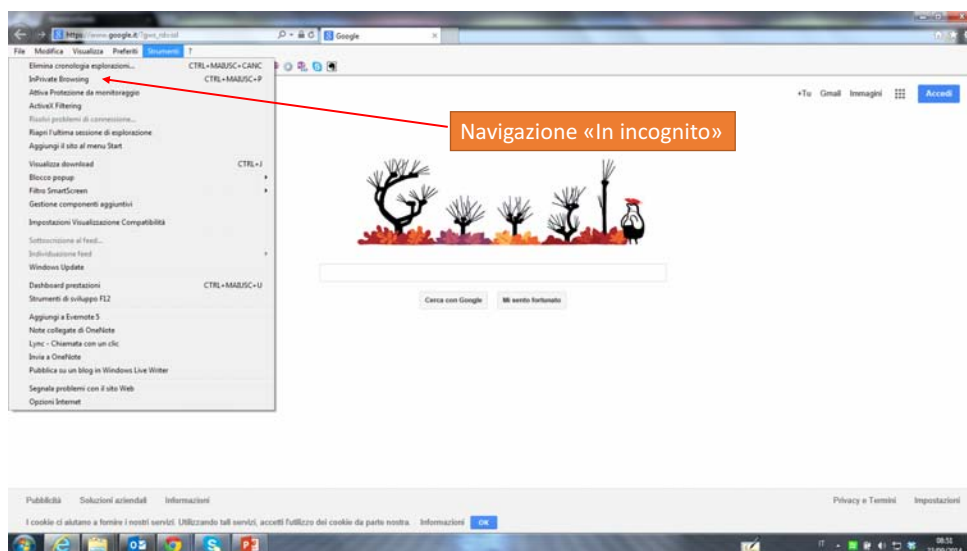 https://www.google.it/?gws_rd=ssl
Google
File Modifica Visualizza Preferiti Strumenti ?
Elimina cronologia esplorazioni... CTRL+MAIUSC+CANC
InPrivate Browsing CTRL+MAIUSC+P
Attiva Protezione da monitoraggio
ActiveX Filtering
Risolvi problemi di connessione...
Riapri l'ultima sessione di esplorazione
Aggiungi il sito al menu Start
Visualizza download CTRL+J
Blocco popup
Filtro SmartScreen
Gestione componenti aggiuntivi
Impostazioni Visualizzazione Compatibilità
Sottoscrizione al feed...
Individuazione feed
Windows Update
Dashboard prestazioni CTRL+MAIUSC+U
Strumenti di sviluppo F12
Aggiungi a Evernote 5
Note collegate di OneNote
Lync - Chiamata con un clic
Invia a OneNote
Pubblica su un blog in Windows Live Writer
Segnala problemi con il sito Web
Opzioni Internet
+Tu Gmail Immagini Accedi
Navigazione «In incognito»
Cerca con Google Mi sento fortunato
Pubblicità Soluzioni aziendali Informazioni Privacy e Termini Impostazioni
I cookie ci aiutano a fornire i nostri servizi. Utilizzando tali servizi, accetti l'utilizzo dei cookie da parte nostra. Informazioni OK
IT 08:51